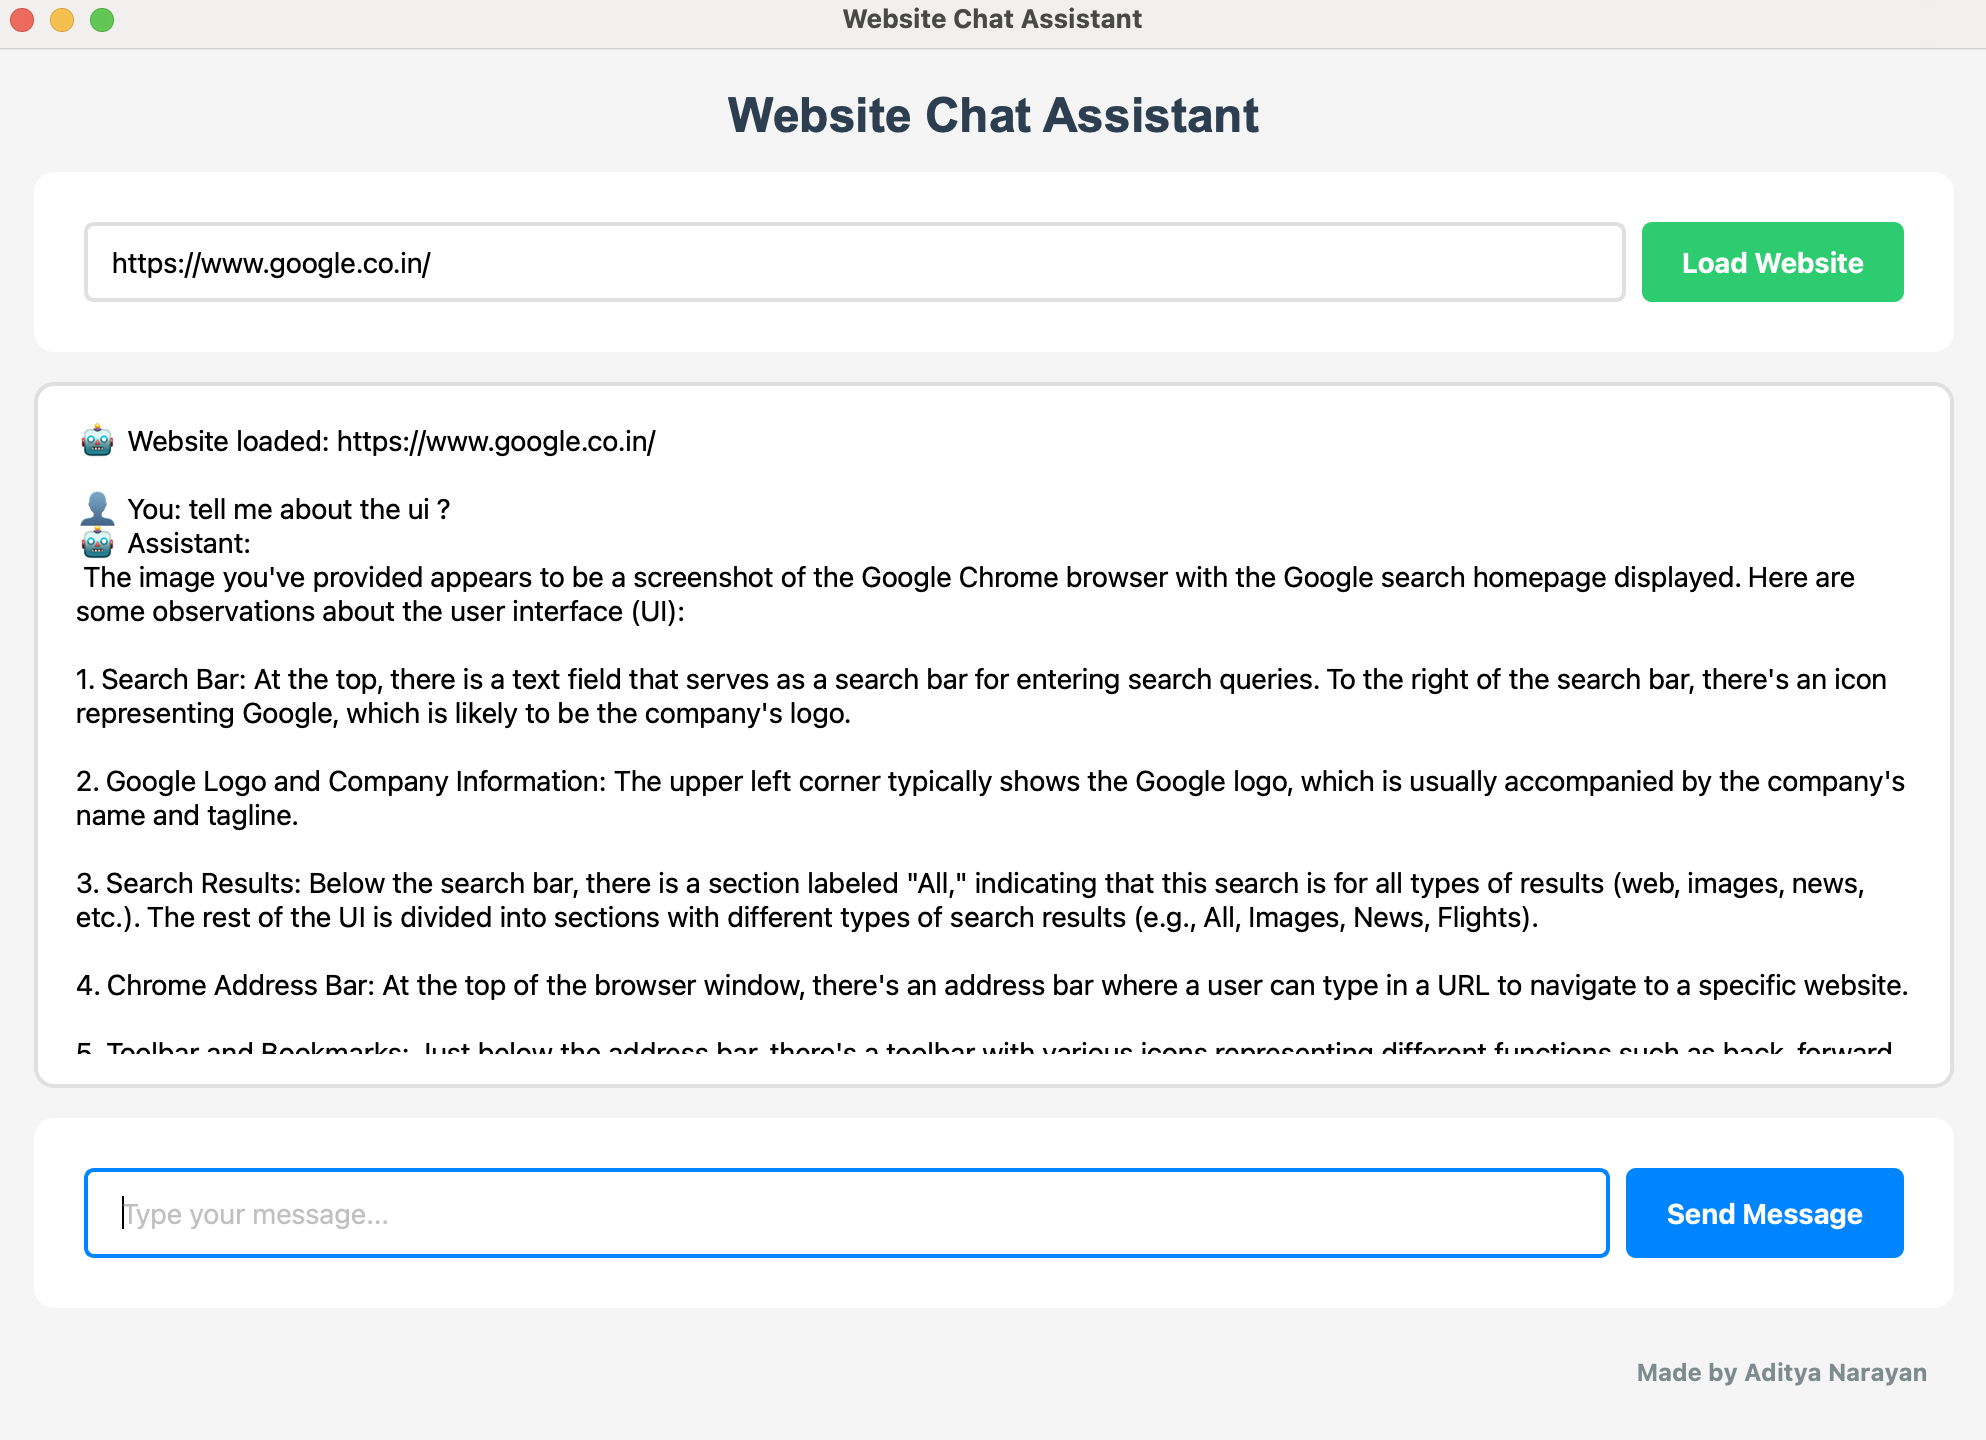 Website Chat Assistant
Website Chat Assistant
https://www.google.co.in/
Load Website
Website loaded: https://www.google.co.in/
You: tell me about the ui ?
Assistant:
The image you've provided appears to be a screenshot of the Google Chrome browser with the Google search homepage displayed. Here are
some observations about the user interface (UI):
1. Search Bar: At the top, there is a text field that serves as a search bar for entering search queries. To the right of the search bar, there's an icon
representing Google, which is likely to be the company's logo.
2. Google Logo and Company Information: The upper left corner typically shows the Google logo, which is usually accompanied by the company's
name and tagline.
3. Search Results: Below the search bar, there is a section labeled "All," indicating that this search is for all types of results (web, images, news,
etc.). The rest of the UI is divided into sections with different types of search results (e.g., All, Images, News, Flights).
4. Chrome Address Bar: At the top of the browser window, there's an address bar where a user can type in a URL to navigate to a specific website.
5. Toolbar and Bookmarks: Just below the address bar, there's a toolbar with various icons representing different functions such as back, forward,
Type your message...
Send Message
Made by Aditya Narayan